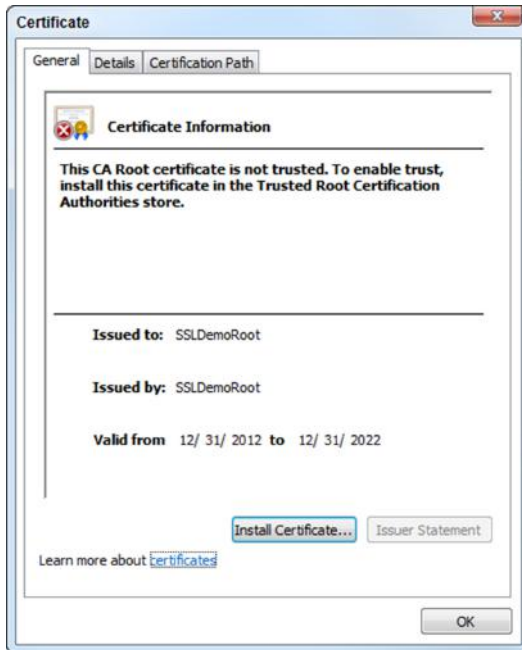 Certificate
General Details Certification Path
Certificate Information
This CA Root certificate is not trusted. To enable trust,
install this certificate in the Trusted Root Certification
Authorities store.
Issued to: SSLDemoRoot
Issued by: SSLDemoRoot
Valid from 12/ 31/ 2012 to 12/ 31/ 2022
Install Certificate... Issuer Statement
Learn more about certificates
OK